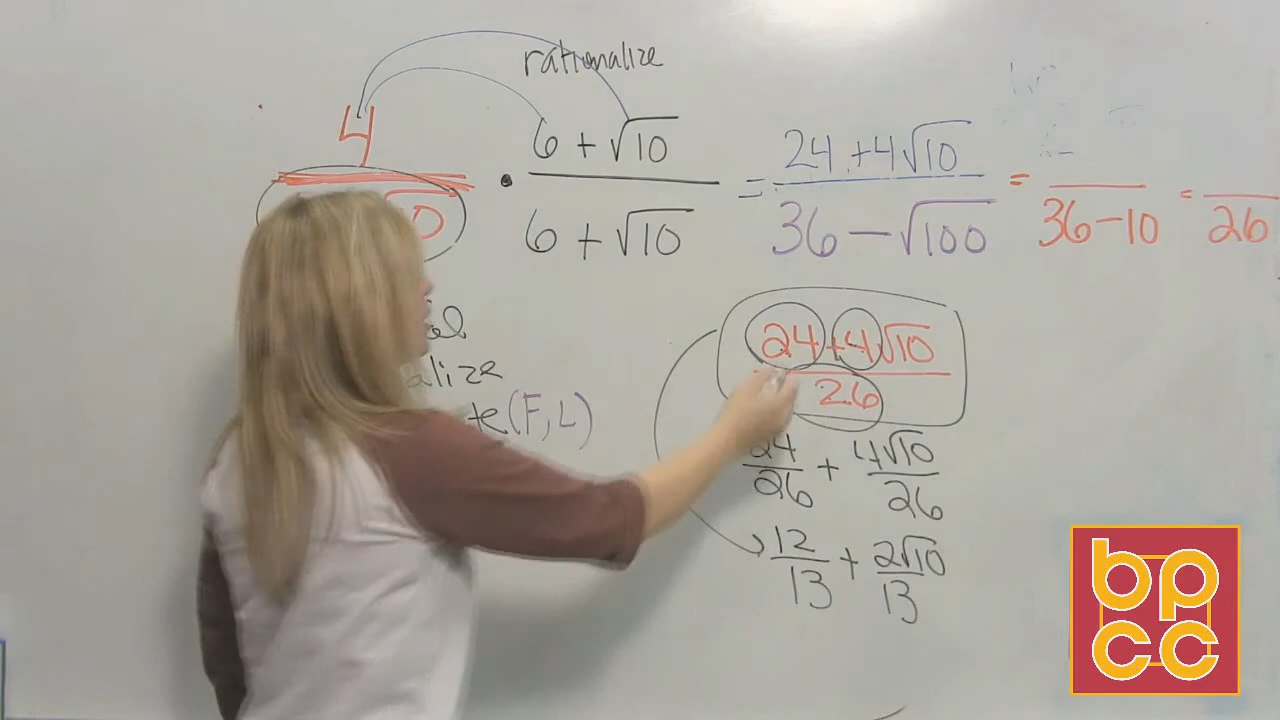 rationalize
4 · 6 + √10 = 24 + 4√10 = =
10 6 + √10 36 − √100 36 − 10 26
24 + 4√10
26
alize
(F, L)
24 + 4√10
26 26
12 + 2√10
13 13
bp
cc